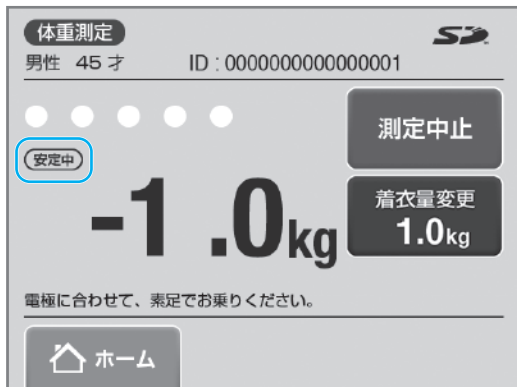 体重測定
SD
男性 45才 ID:0000000000000001
測定中止
安定中
-1.0kg
着衣量変更
1.0kg
電極に合わせて、素足でお乗りください。
ホーム